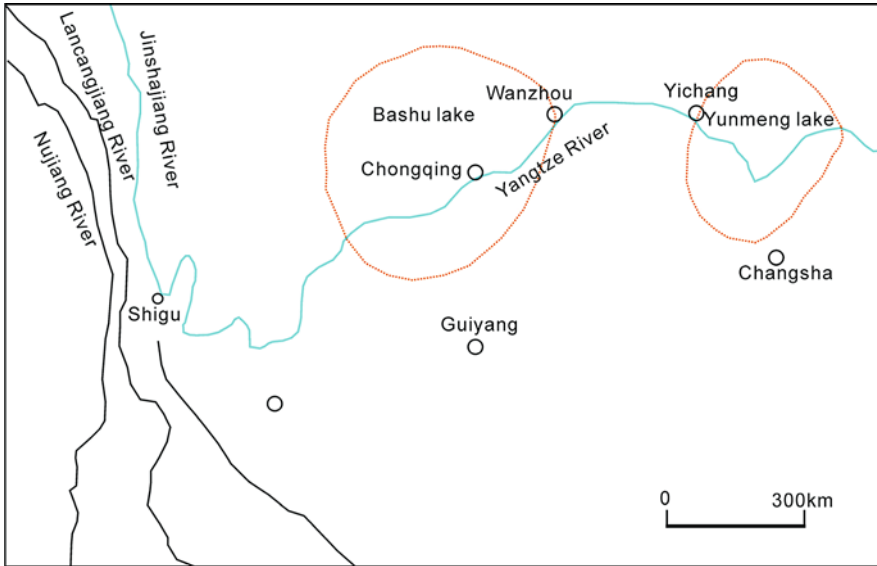 Nujiang River
Lancangjiang River
Jinshajiang River
Bashu lake
Wanzhou
Yichang
Yunmeng lake
Chongqing
Yangtze River
Changsha
Shigu
Guiyang
0 300km